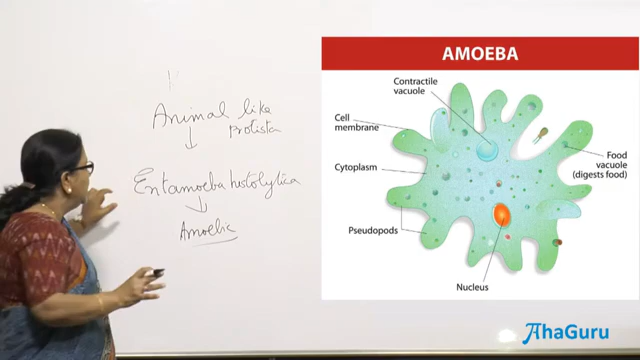 Animal like
protista
↓
Entamoeba histolytica
↓
Amoebic
AMOEBA
Contractile
vacuole
Cell
membrane
Cytoplasm
Pseudopods
Nucleus
Food
vacuole
(digests food)
AhaGuru